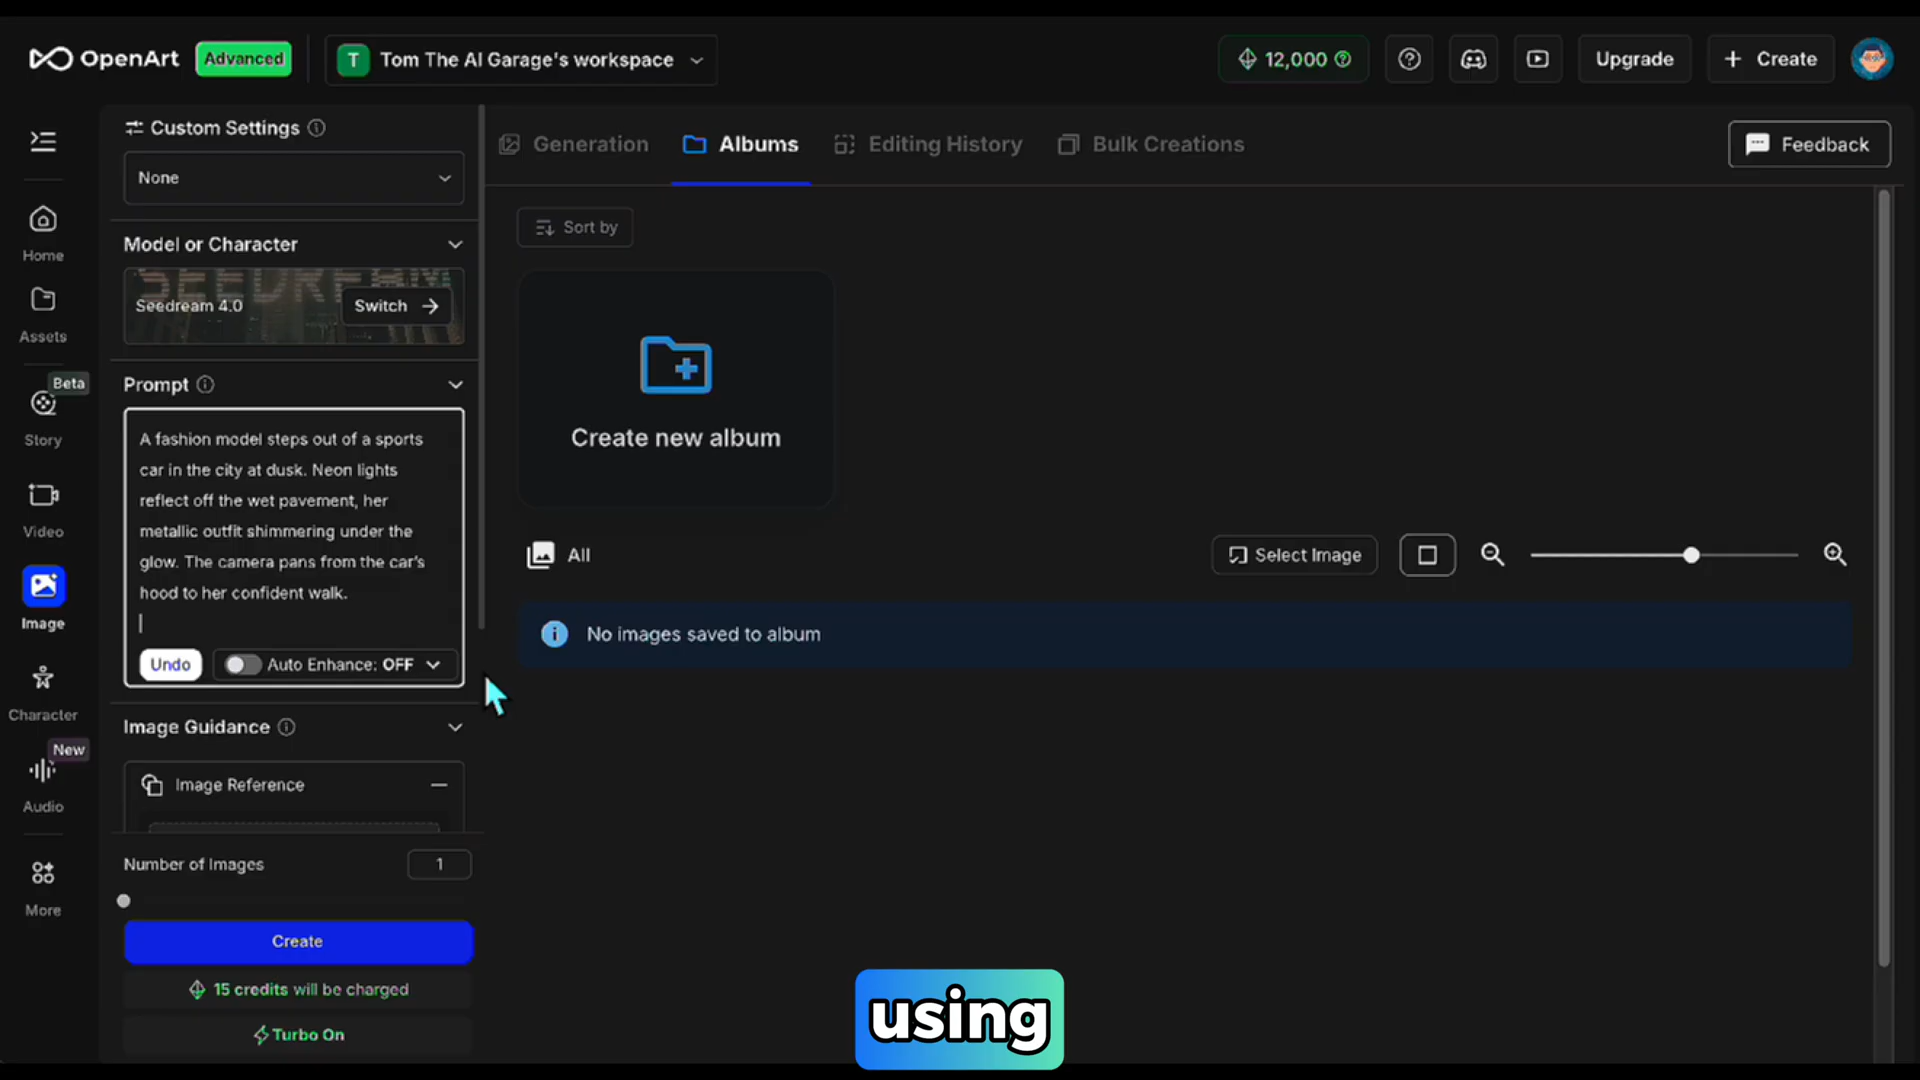 OpenArt Advanced T Tom The AI Garage's workspace 12,000 Upgrade + Create
Custom Settings
None
Model or Character
SEEDREAM
Seedream 4.0 Switch →
Prompt
A fashion model steps out of a sports
car in the city at dusk. Neon lights
reflect off the wet pavement, her
metallic outfit shimmering under the
glow. The camera pans from the car's
hood to her confident walk.
Undo Auto Enhance: OFF
Image Guidance
Image Reference
Number of Images 1
Create
15 credits will be charged
Turbo On
Home
Assets
Beta
Story
Video
Image
Character
New
Audio
More
Generation Albums Editing History Bulk Creations Feedback
Sort by
Create new album
All Select Image
No images saved to album
using